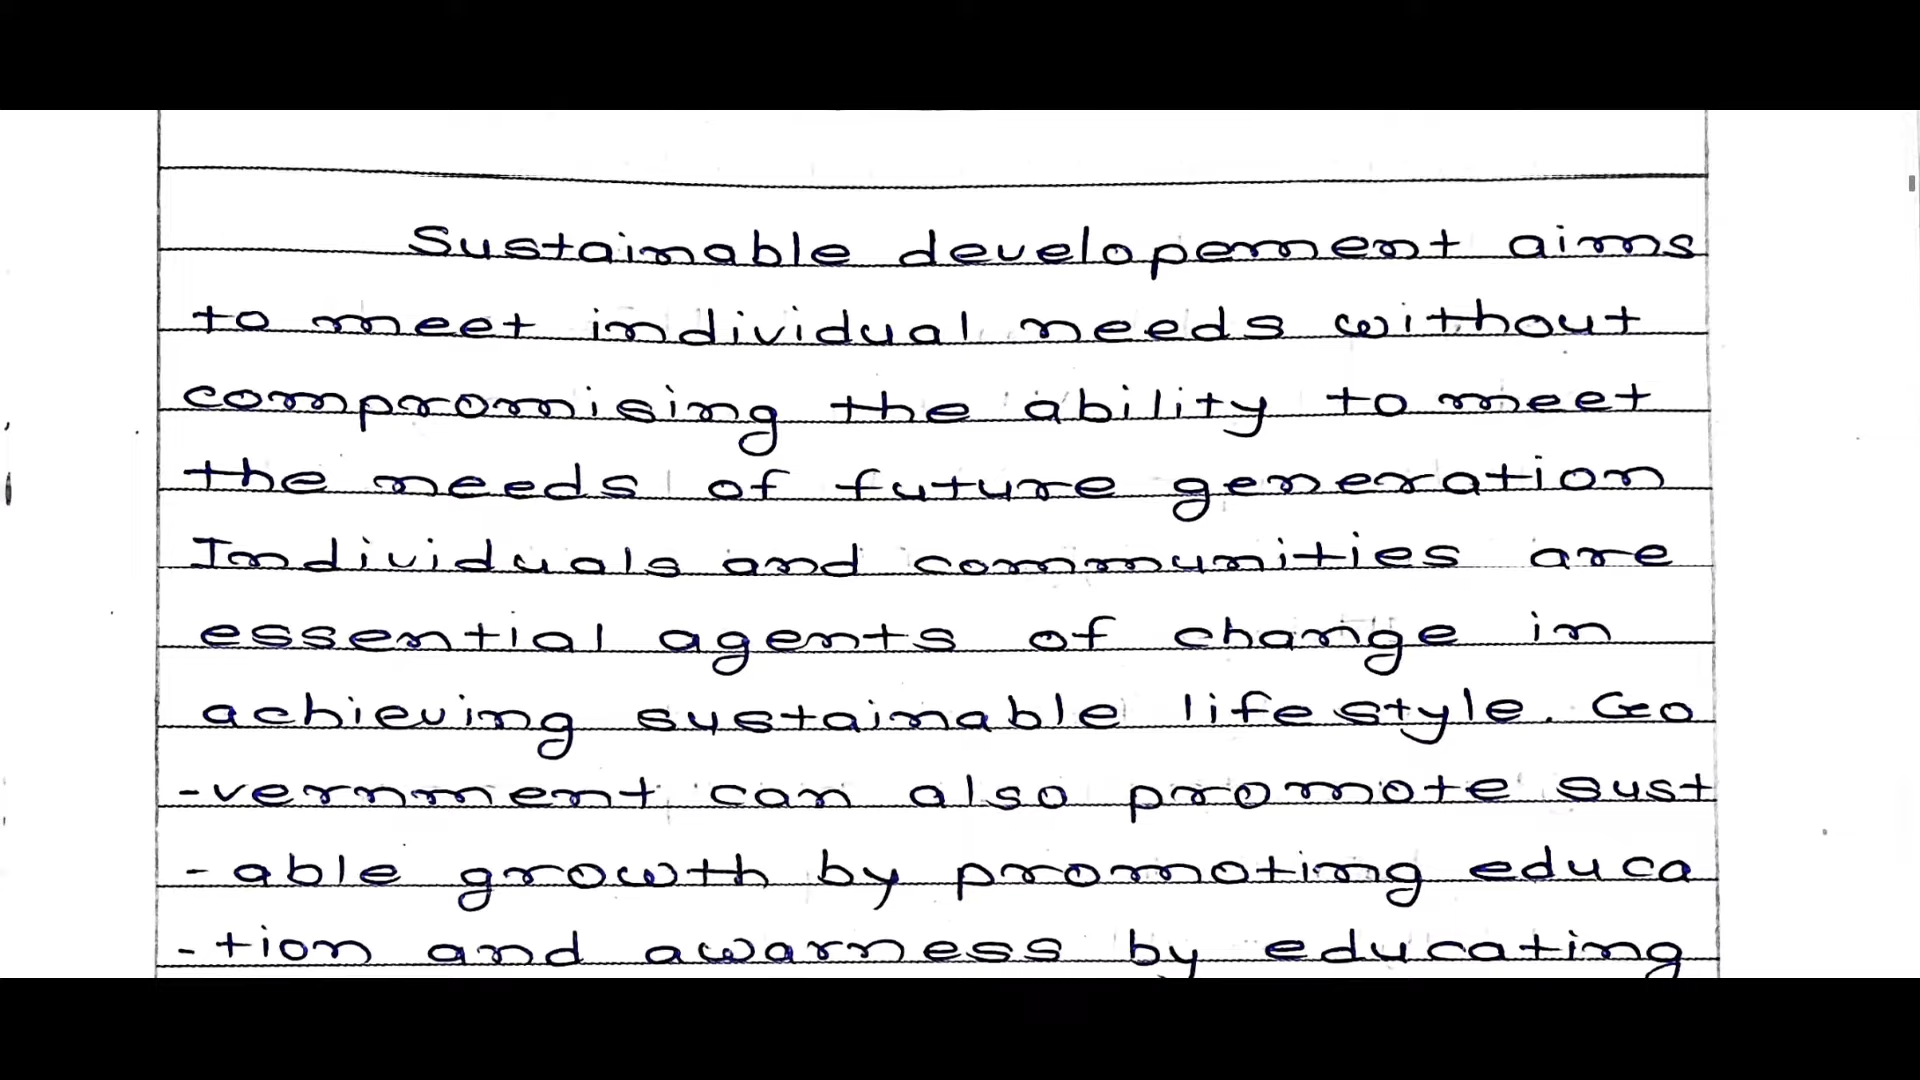 Sustainable developement aims
to meet individual needs without
compromising the ability to meet
the needs of future generation
Individuals and communities are
essential agents of change in
achieving sustainable lifestyle. Go
-vernment can also promote sust
-able growth by promoting educa
-tion and awarness by educating